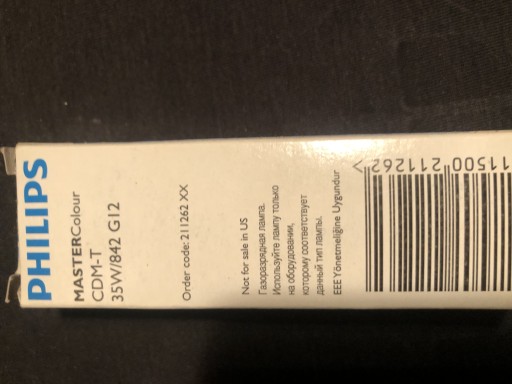 PHILIPS
MASTERColour
CDM-T
35W/842 G12
Order code: 211262 XX
Not for sale in US
Газоразрядная лампа.
Используйте лампу только
на оборудовании,
которому соответствует
данный тип лампы.
EEE Yönetmeliğine Uygundur
11500 211262 >